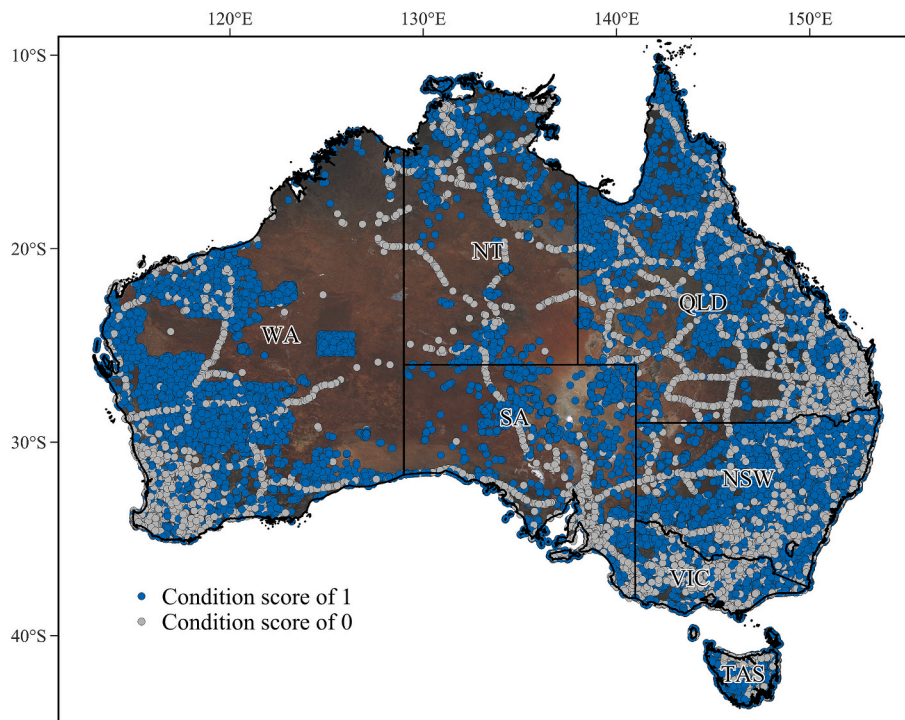 120°E 130°E 140°E 150°E
10°S
20°S
NT
QLD
WA
SA
30°S
NSW
VIC
Condition score of 1
Condition score of 0
40°S
TAS